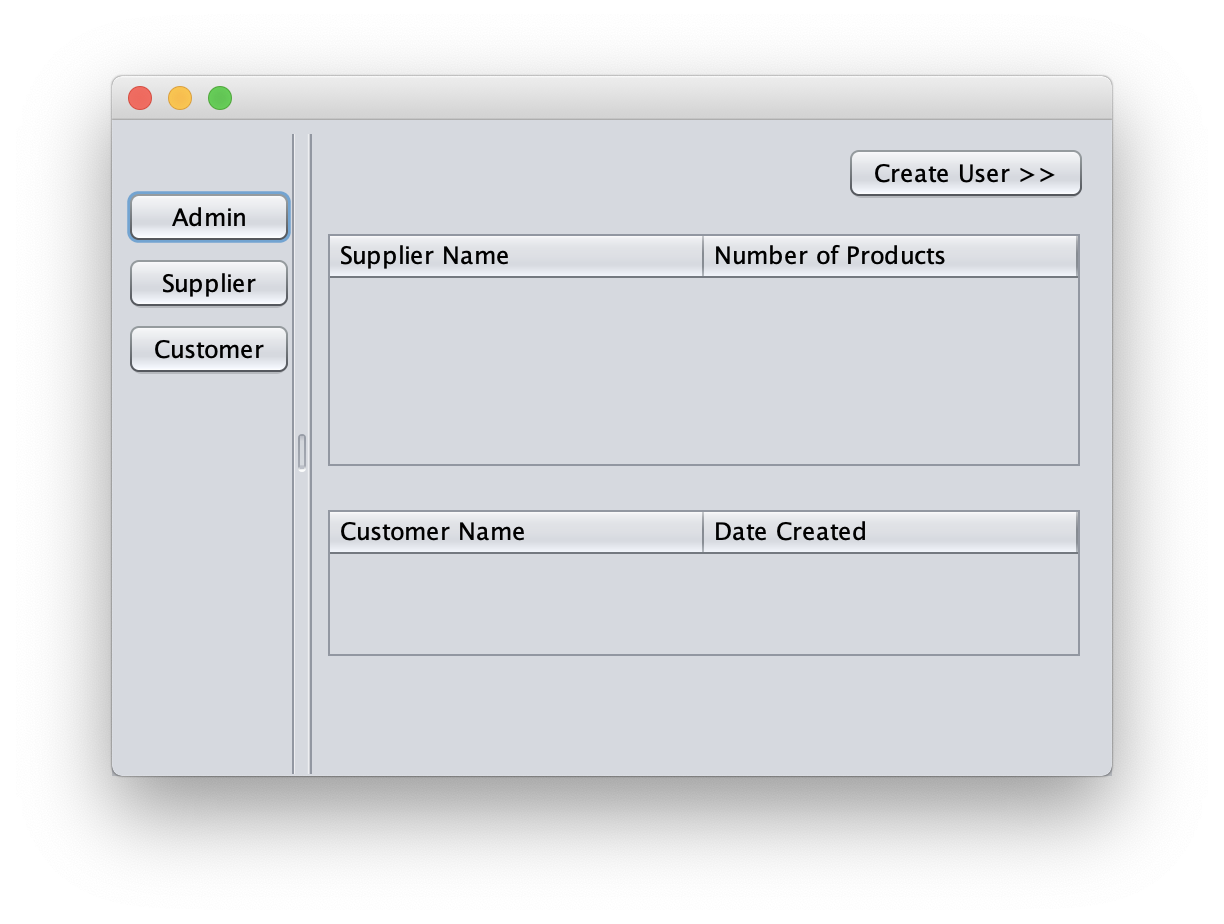 Create User >>
Admin
Supplier
Customer
Supplier Name Number of Products
Customer Name Date Created